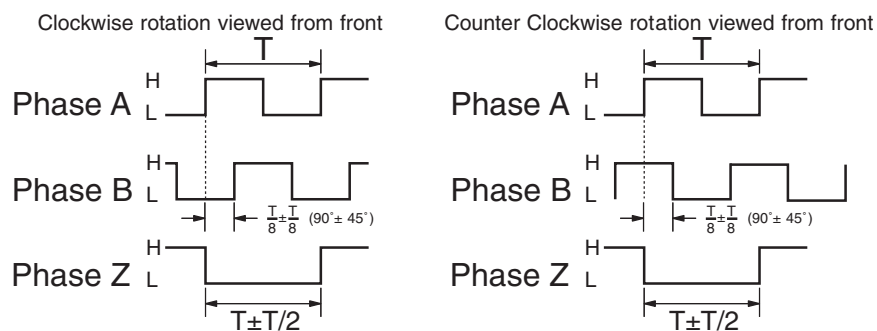 Clockwise rotation viewed from front
T
H
Phase A L
H
Phase B L
T/8±T/8 (90˚± 45˚)
H
Phase Z L
T±T/2
Counter Clockwise rotation viewed from front
T
H
Phase A L
H
Phase B L
T/8±T/8 (90˚± 45˚)
H
Phase Z L
T±T/2